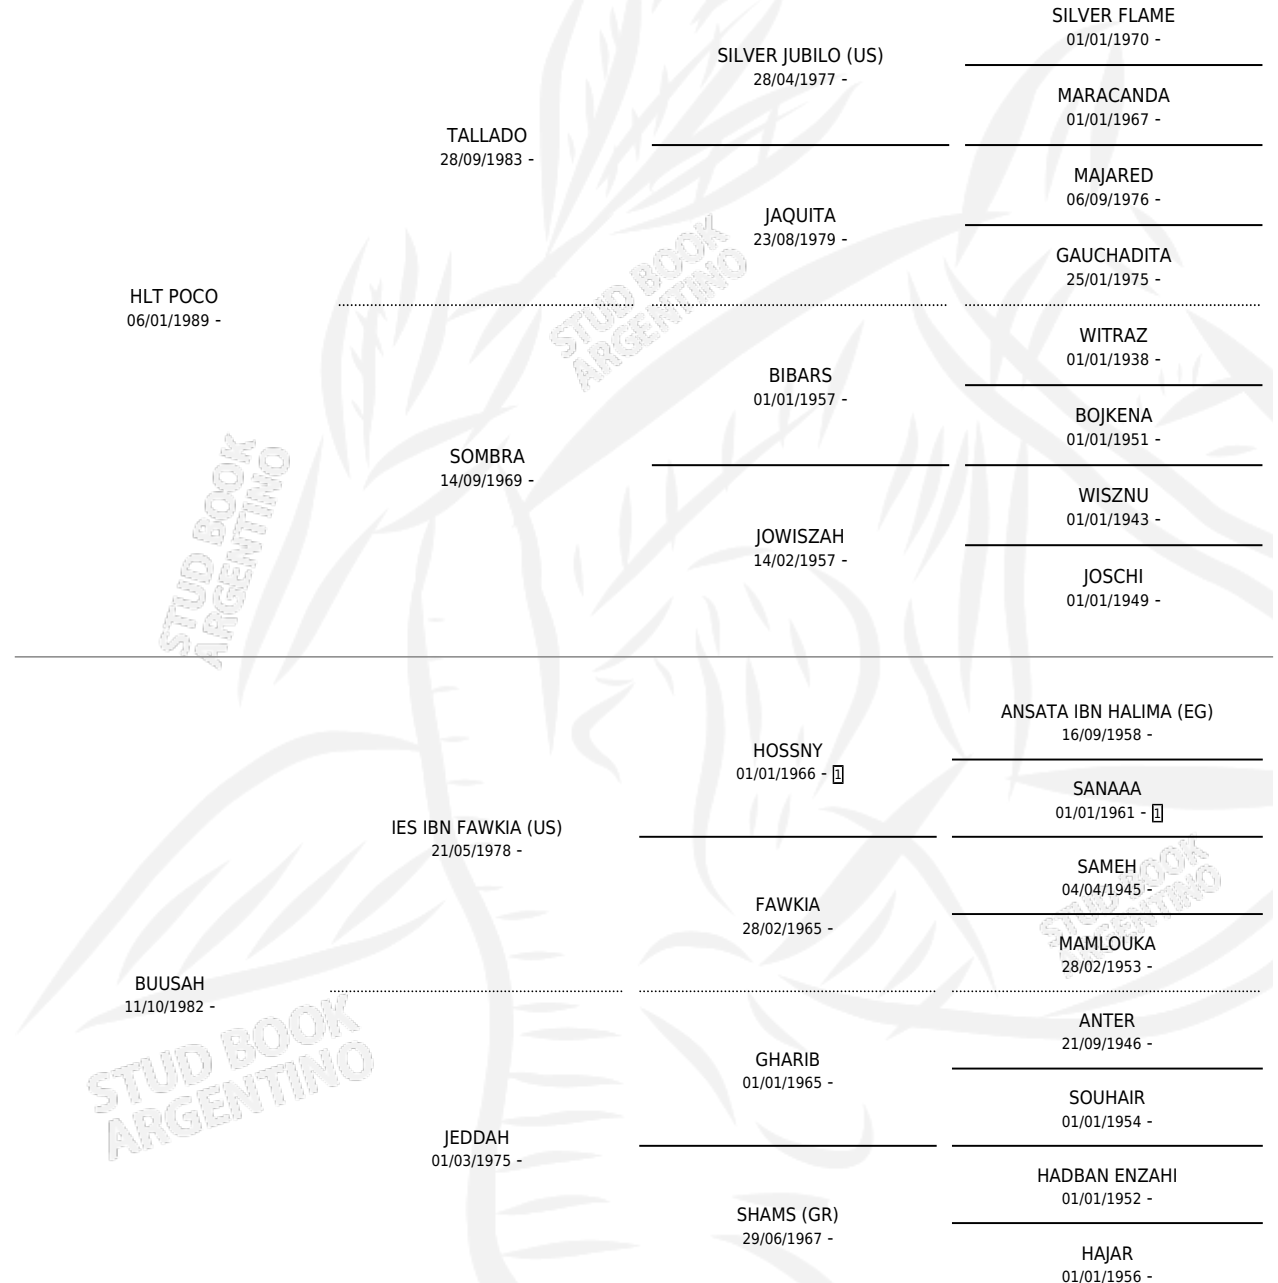 SILVER FLAME
01/01/1970 -
SILVER JUBILO (US)
28/04/1977 -
MARACANDA
01/01/1967 -
TALLADO
28/09/1983 -
MAJARED
06/09/1976 -
JAQUITA
23/08/1979 -
GAUCHADITA
25/01/1975 -
HLT POCO
06/01/1989 -
WITRAZ
01/01/1938 -
BIBARS
01/01/1957 -
BOJKENA
01/01/1951 -
SOMBRA
14/09/1969 -
WISZNU
01/01/1943 -
JOWISZAH
14/02/1957 -
JOSCHI
01/01/1949 -
STUD BOOK
ARGENTINO
STUD BOOK
ARGENTINO
ANSATA IBN HALIMA (EG)
16/09/1958 -
HOSSNY
01/01/1966 - 1
SANAAA
01/01/1961 - 1
IES IBN FAWKIA (US)
21/05/1978 -
SAMEH
04/04/1945 -
FAWKIA
28/02/1965 -
MAMLOUKA
28/02/1953 -
BUUSAH
11/10/1982 -
ANTER
21/09/1946 -
GHARIB
01/01/1965 -
SOUHAIR
01/01/1954 -
JEDDAH
01/03/1975 -
HADBAN ENZAHI
01/01/1952 -
SHAMS (GR)
29/06/1967 -
HAJAR
01/01/1956 -
STUD BOOK
ARGENTINO
STUD BOOK
ARGENTINO